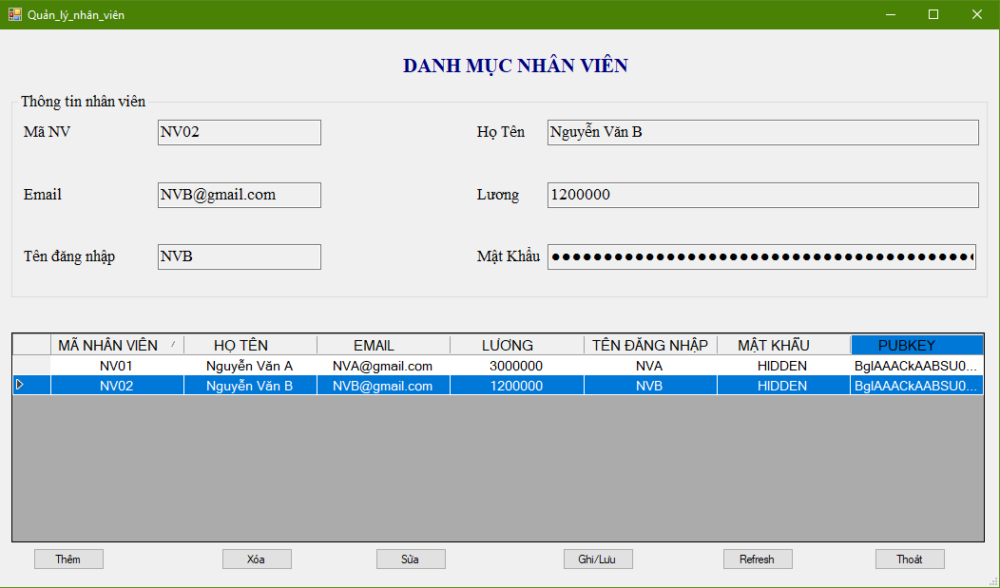 Quản_lý_nhân_viên
DANH MỤC NHÂN VIÊN
Thông tin nhân viên
Mã NV NV02 Họ Tên Nguyễn Văn B
Email NVB@gmail.com Lương 1200000
Tên đăng nhập NVB Mật Khẩu ●●●●●●●●●●●●●●●●●●●●●●●●●●●●●●●●●●●●●●●●●
MÃ NHÂN VIÊN HỌ TÊN EMAIL LƯƠNG TÊN ĐĂNG NHẬP MẬT KHẨU PUBKEY
NV01 Nguyễn Văn A NVA@gmail.com 3000000 NVA HIDDEN BgIAAACkAABSU0...
NV02 Nguyễn Văn B NVB@gmail.com 1200000 NVB HIDDEN BgIAAACkAABSU0...
Thêm Xóa Sửa Ghi/Lưu Refresh Thoát